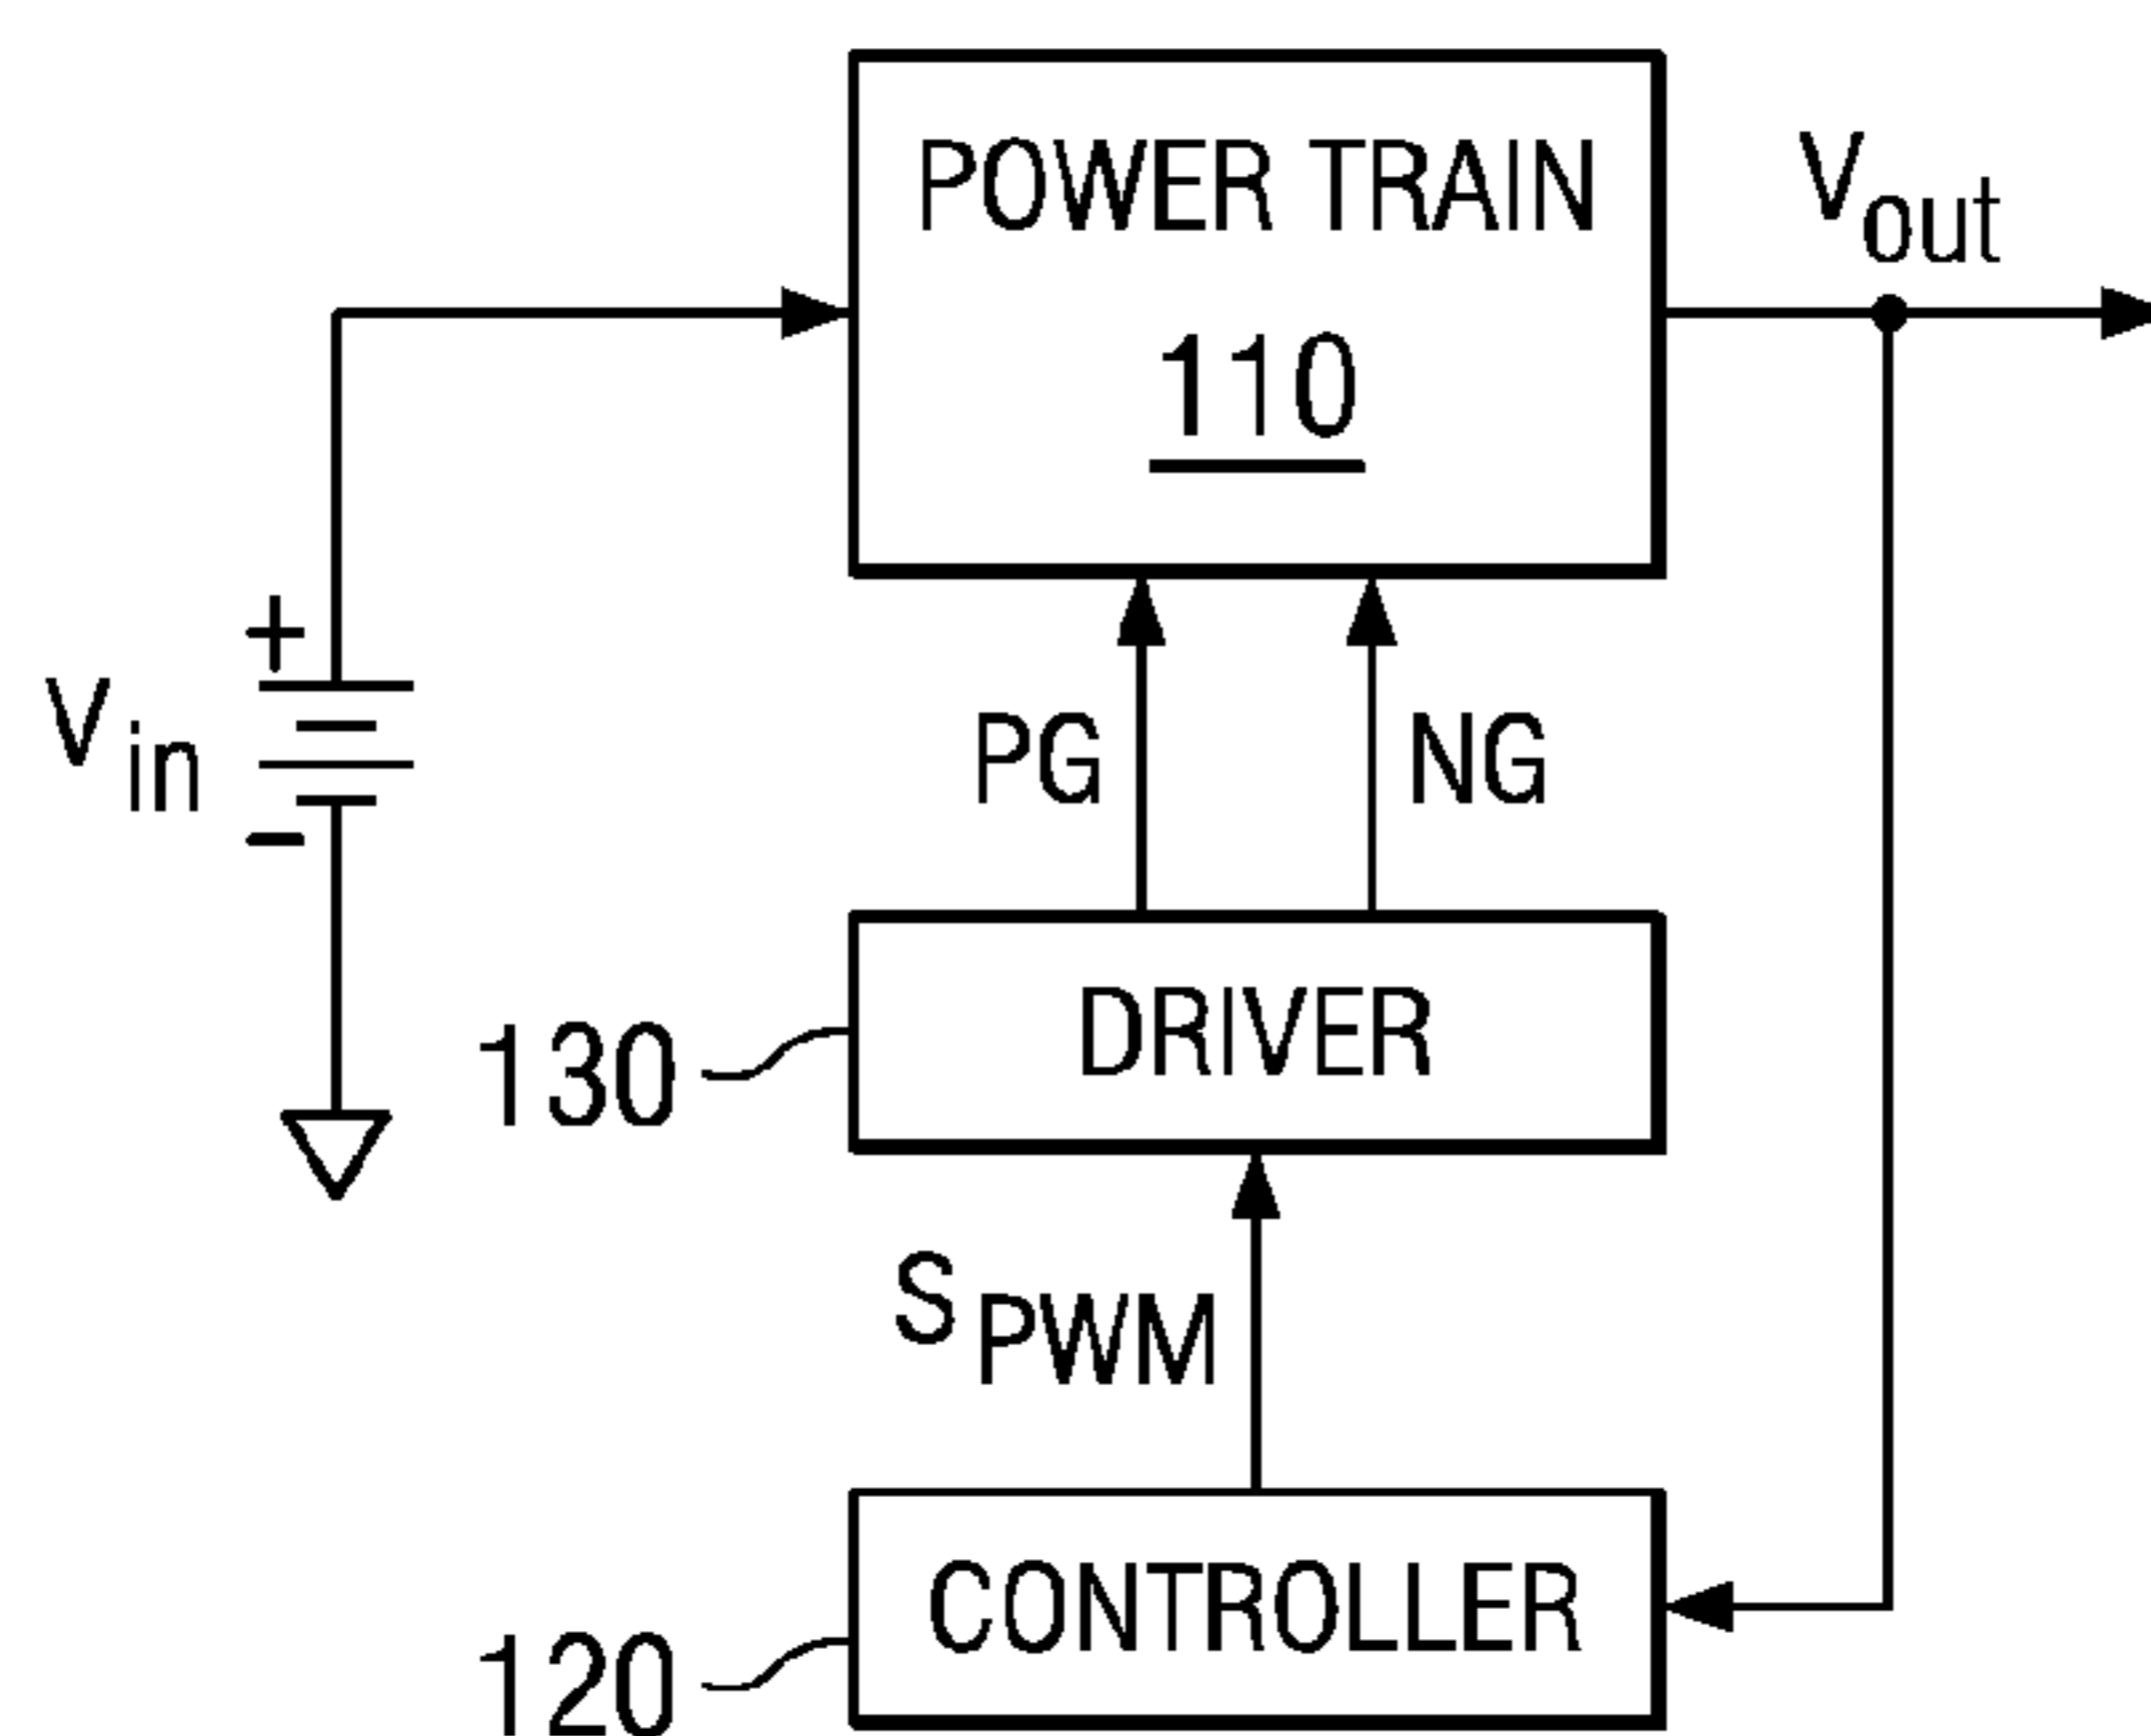 POWER TRAIN
110
Vout
+
Vin
−
PG
NG
130
DRIVER
SPWM
120
CONTROLLER